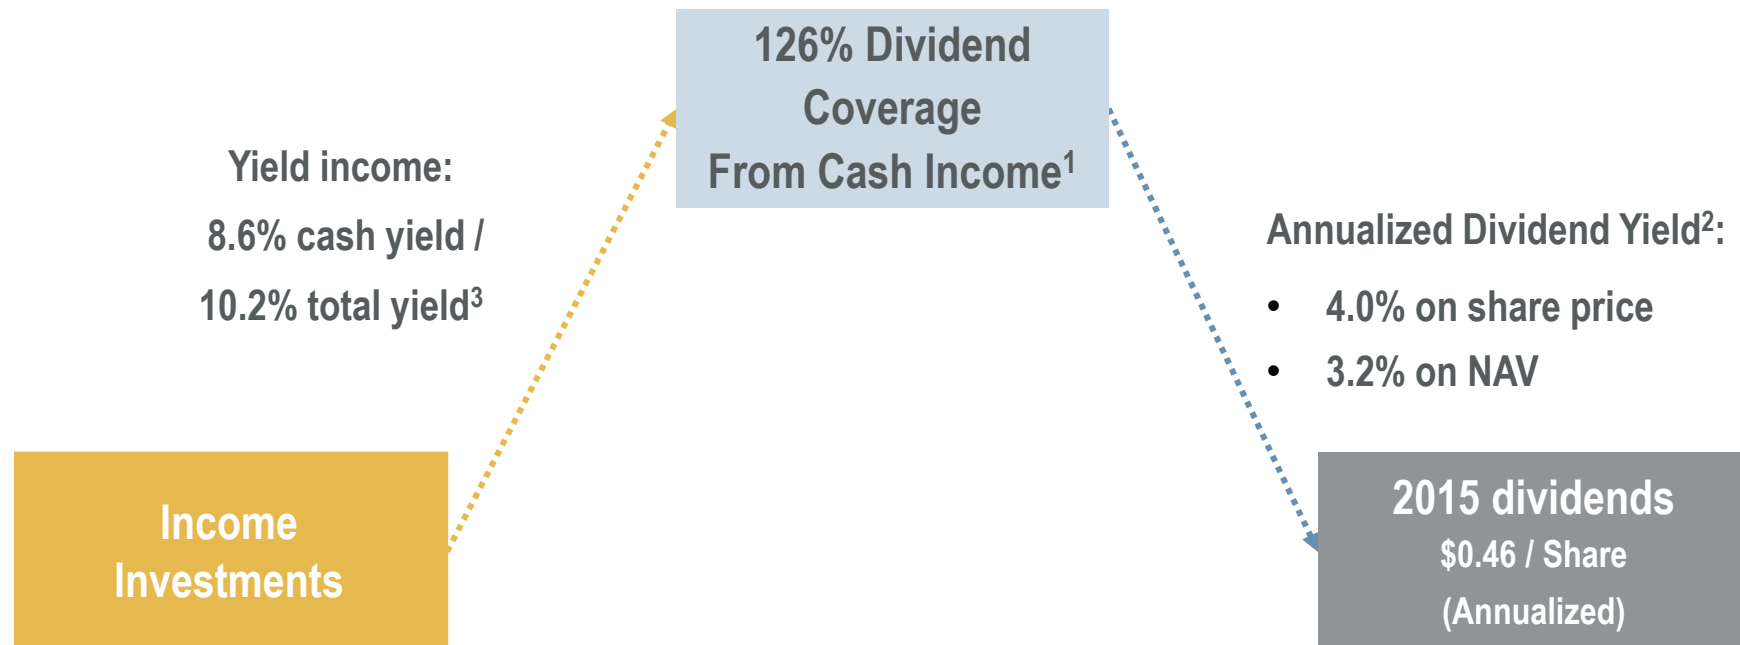 126% Dividend
Coverage
From Cash Income¹
Yield income:
8.6% cash yield /
10.2% total yield³
Annualized Dividend Yield²:
• 4.0% on share price
• 3.2% on NAV
Income
Investments
2015 dividends
$0.46 / Share
(Annualized)